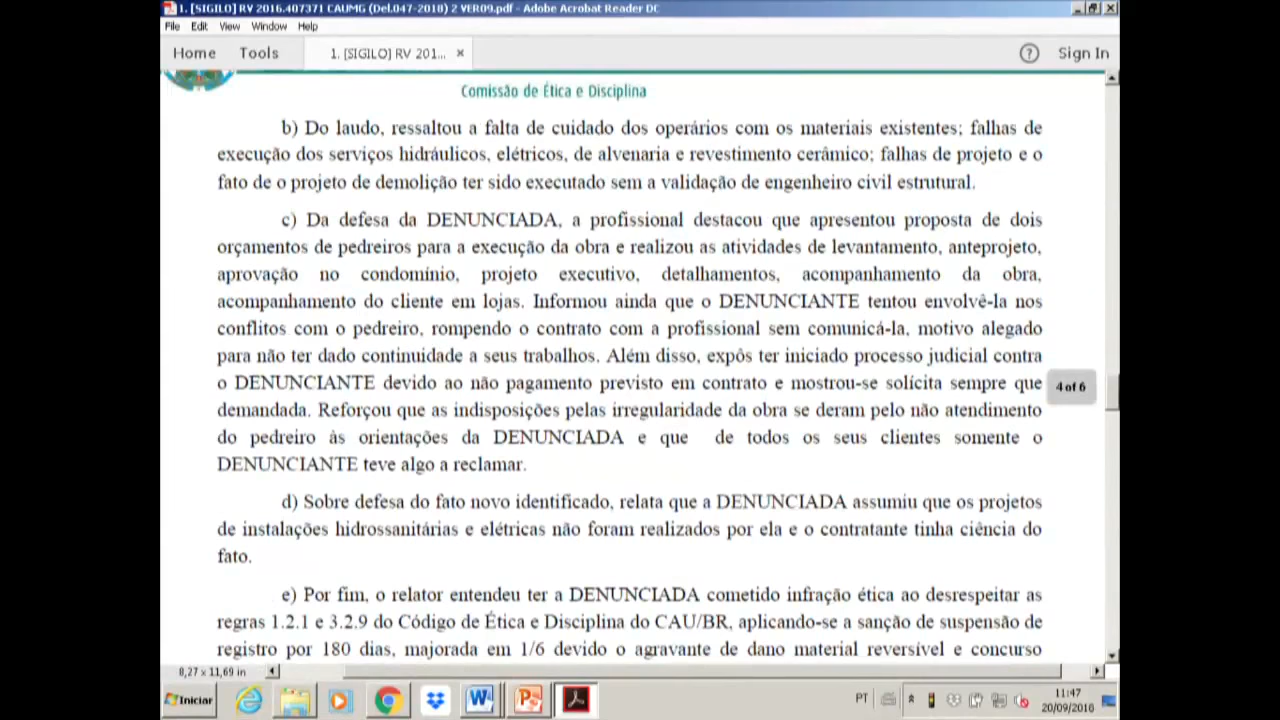 1. [SIGILO] RV 2016.407371 CAUMG (Del.047-2018) 2 VER09.pdf - Adobe Acrobat Reader DC
File Edit View Window Help
Home Tools 1. [SIGILO] RV 201... × ? Sign In
Comissão de Ética e Disciplina
b) Do laudo, ressaltou a falta de cuidado dos operários com os materiais existentes; falhas de
execução dos serviços hidráulicos, elétricos, de alvenaria e revestimento cerâmico; falhas de projeto e o
fato de o projeto de demolição ter sido executado sem a validação de engenheiro civil estrutural.
c) Da defesa da DENUNCIADA, a profissional destacou que apresentou proposta de dois
orçamentos de pedreiros para a execução da obra e realizou as atividades de levantamento, anteprojeto,
aprovação no condomínio, projeto executivo, detalhamentos, acompanhamento da obra,
acompanhamento do cliente em lojas. Informou ainda que o DENUNCIANTE tentou envolvê-la nos
conflitos com o pedreiro, rompendo o contrato com a profissional sem comunicá-la, motivo alegado
para não ter dado continuidade a seus trabalhos. Além disso, expôs ter iniciado processo judicial contra
o DENUNCIANTE devido ao não pagamento previsto em contrato e mostrou-se solícita sempre que
demandada. Reforçou que as indisposições pelas irregularidade da obra se deram pelo não atendimento
do pedreiro às orientações da DENUNCIADA e que de todos os seus clientes somente o
DENUNCIANTE teve algo a reclamar.
4 of 6
d) Sobre defesa do fato novo identificado, relata que a DENUNCIADA assumiu que os projetos
de instalações hidrossanitárias e elétricas não foram realizados por ela e o contratante tinha ciência do
fato.
e) Por fim, o relator entendeu ter a DENUNCIADA cometido infração ética ao desrespeitar as
regras 1.2.1 e 3.2.9 do Código de Ética e Disciplina do CAU/BR, aplicando-se a sanção de suspensão de
registro por 180 dias, majorada em 1/6 devido o agravante de dano material reversível e concurso
8,27 x 11,69 in
Iniciar PT 11:47
20/09/2016